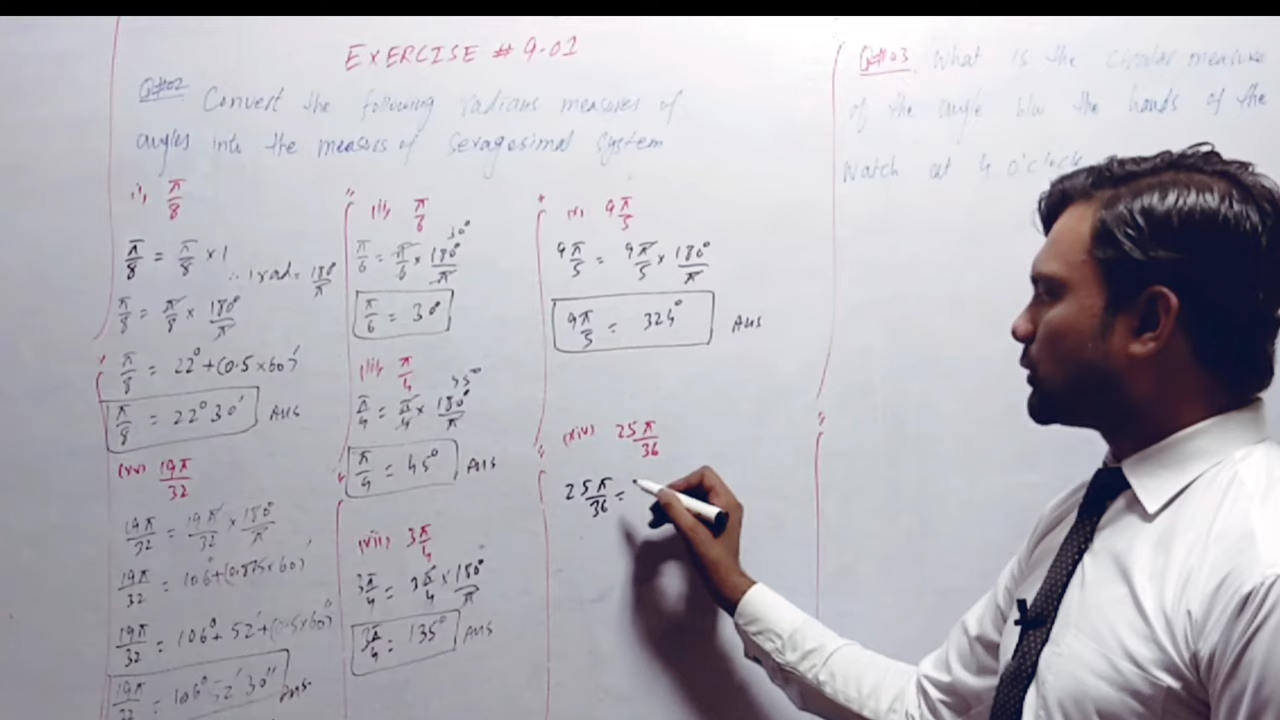 EXERCISE # 9.01
Q#02 Convert the following radians measures of
angles into the measurs of Sexagesimal System
(i) π/8
π/8 = π/8 × 1
∴ 1 rad = 180°/π
π/8 = π/8 × 180°/π
π/8 = 22° + (0.5×60)'
π/8 = 22° 30' Ans
(xv) 19π/32
19π/32 = 19π/32 × 180°/π
19π/32 = 106° + (0.875×60)'
19π/32 = 106° + 52' + (0.5×60)"
19π/32 = 106° 52' 30" Ans
(ii) π/6
30°
π/6 = π/6 × 180°/π
π/6 = 30°
(iii) π/4
45°
π/4 = π/4 × 180°/π
π/4 = 45° Ans
(vii) 3π/4
3π/4 = 3π/4 × 180°/π
3π/4 = 135° Ans
(x) 9π/5
9π/5 = 9π/5 × 180°/π
9π/5 = 324° Ans
(xiv) 25π/36
25π/36 =
Q#03 What is the circular measure
of the angle b/w the hands of the
Watch at 4 O'clock